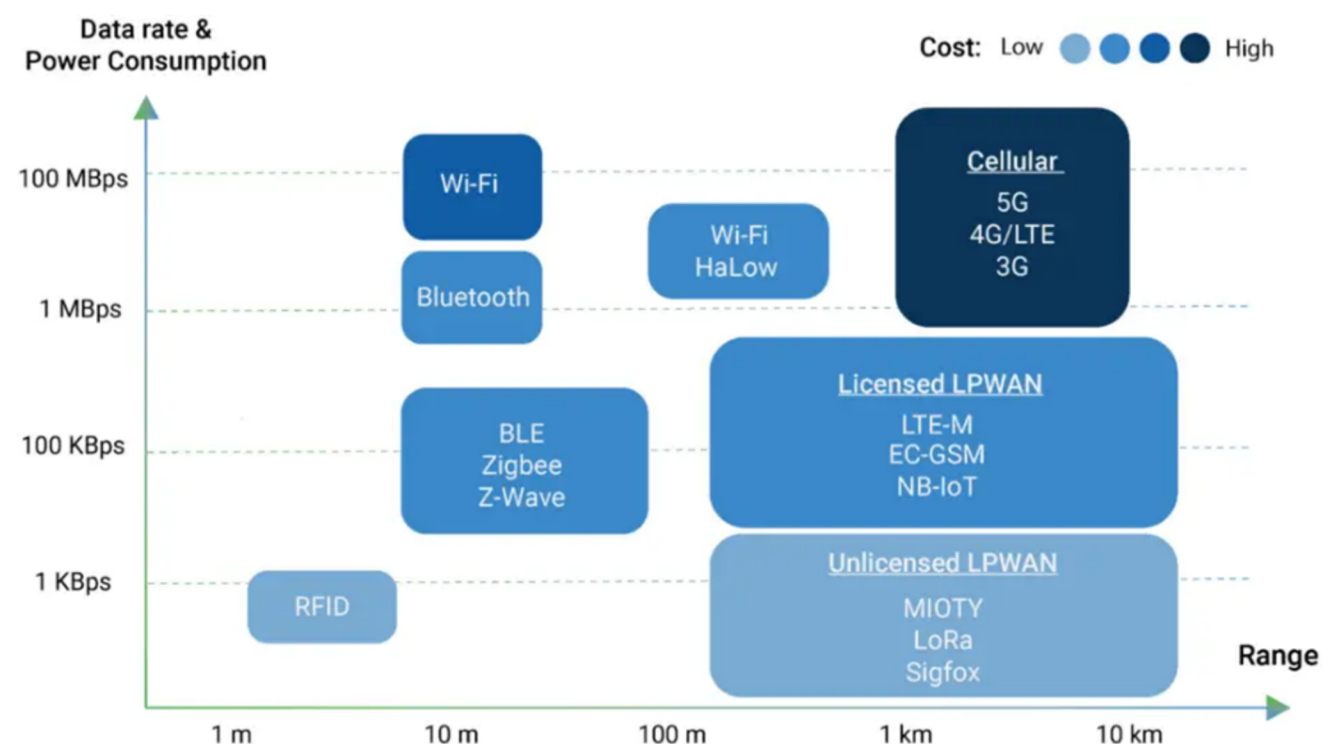 Data rate &
Power Consumption
Cost: Low High
100 MBps
1 MBps
100 KBps
1 KBps
Wi-Fi
Bluetooth
Wi-Fi
HaLow
Cellular
5G
4G/LTE
3G
BLE
Zigbee
Z-Wave
Licensed LPWAN
LTE-M
EC-GSM
NB-IoT
RFID
Unlicensed LPWAN
MIOTY
LoRa
Sigfox
Range
1 m 10 m 100 m 1 km 10 km